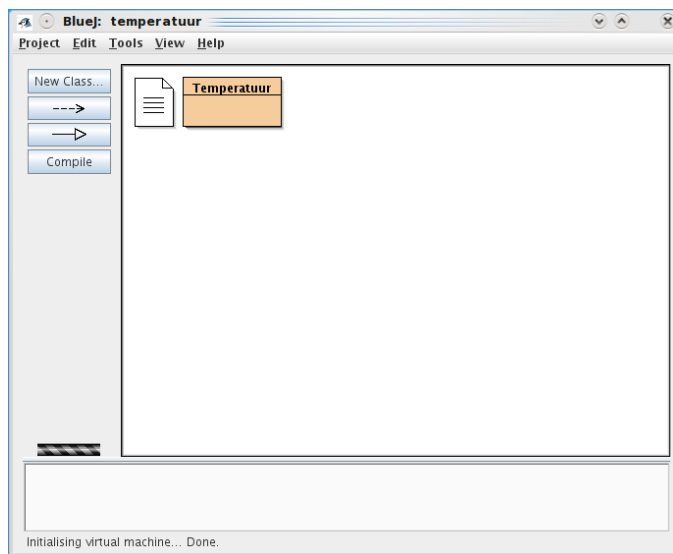 BlueJ: temperatuur
Project Edit Tools View Help
New Class...
Temperatuur
Compile
Initialising virtual machine... Done.